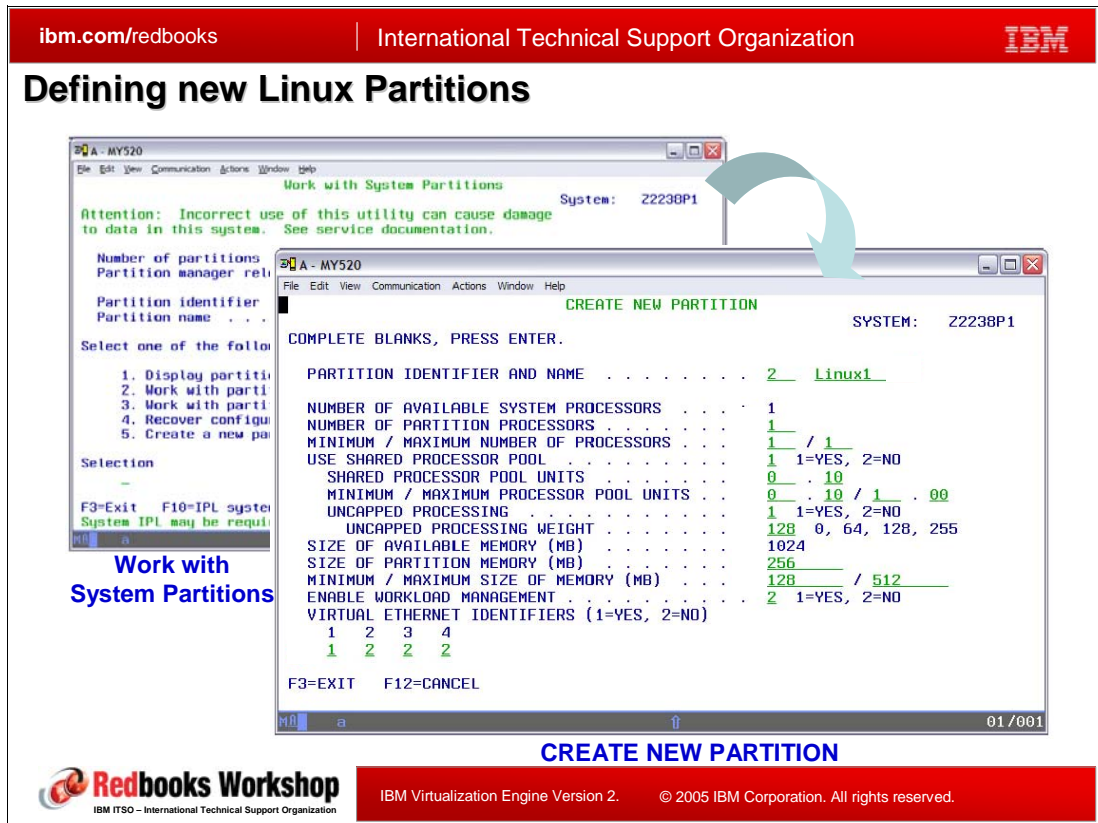 ibm.com/redbooks
International Technical Support Organization
IBM
Defining new Linux Partitions
A - MY520
File Edit View Communication Actions Window Help
Work with System Partitions
System: Z2238P1
Attention: Incorrect use of this utility can cause damage
to data in this system. See service documentation.
Number of partitions
Partition manager rel
Partition identifier
Partition name . . .
Select one of the follo
1. Display partiti
2. Work with parti
3. Work with parti
4. Recover configu
5. Create a new pa
Selection
F3=Exit F10=IPL syste
System IPL may be requi
MA a
Work with
System Partitions
A - MY520
File Edit View Communication Actions Window Help
CREATE NEW PARTITION
SYSTEM: Z2238P1
COMPLETE BLANKS, PRESS ENTER.
PARTITION IDENTIFIER AND NAME . . . . . . . . 2 Linux1
NUMBER OF AVAILABLE SYSTEM PROCESSORS . . . . 1
NUMBER OF PARTITION PROCESSORS . . . . . . . 1
MINIMUM / MAXIMUM NUMBER OF PROCESSORS . . . 1 / 1
USE SHARED PROCESSOR POOL . . . . . . . . . 1 1=YES, 2=NO
SHARED PROCESSOR POOL UNITS . . . . . . . 0 . 10
MINIMUM / MAXIMUM PROCESSOR POOL UNITS . . 0 . 10 / 1 . 00
UNCAPPED PROCESSING . . . . . . . . . . . 1 1=YES, 2=NO
UNCAPPED PROCESSING WEIGHT . . . . . . . 128 0, 64, 128, 255
SIZE OF AVAILABLE MEMORY (MB) . . . . . . . 1024
SIZE OF PARTITION MEMORY (MB) . . . . . . . 256
MINIMUM / MAXIMUM SIZE OF MEMORY (MB) . . . 128 / 512
ENABLE WORKLOAD MANAGEMENT . . . . . . . . . . 2 1=YES, 2=NO
VIRTUAL ETHERNET IDENTIFIERS (1=YES, 2=NO)
1 2 3 4
1 2 2 2
F3=EXIT F12=CANCEL
MA a 01/001
CREATE NEW PARTITION
Redbooks Workshop
IBM ITSO – International Technical Support Organization
IBM Virtualization Engine Version 2.
© 2005 IBM Corporation. All rights reserved.